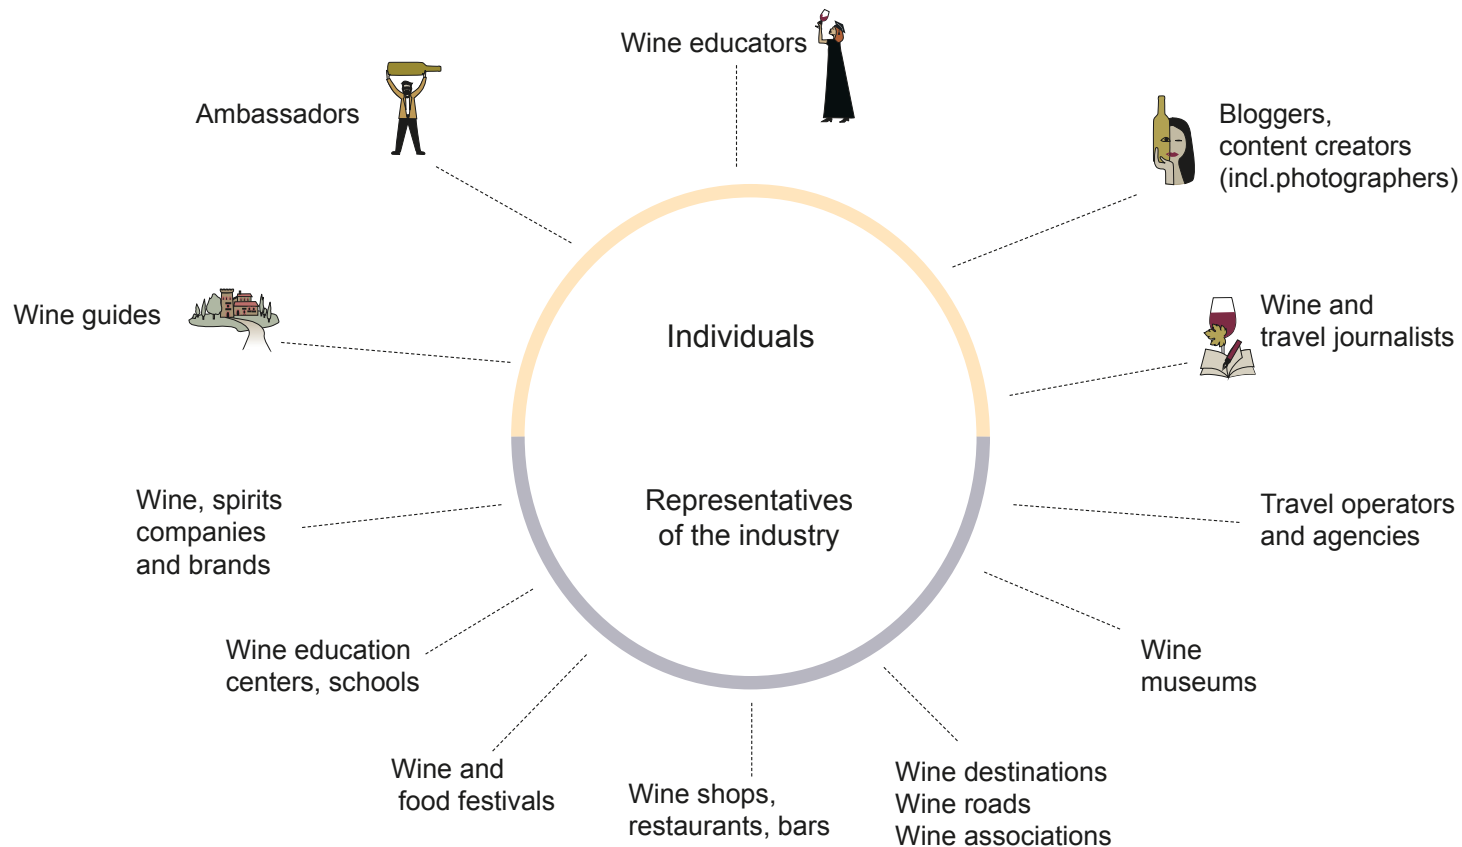 Wine educators
Ambassadors
Bloggers,
content creators
(incl.photographers)
Wine guides
Wine and
travel journalists
Individuals
Representatives
of the industry
Wine, spirits
companies
and brands
Travel operators
and agencies
Wine education
centers, schools
Wine
museums
Wine and
food festivals
Wine shops,
restaurants, bars
Wine destinations
Wine roads
Wine associations